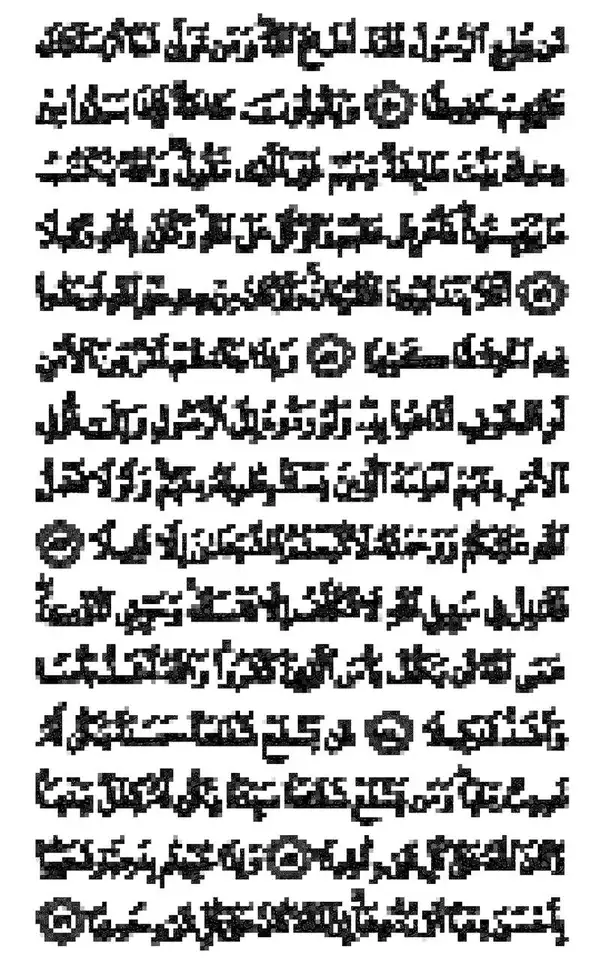 من يطع الرسول فقد أطاع الله ومن تولى فما أرسلناك
عليهم حفيظا ۝ ويقولون طاعة فإذا برزوا من
عندك بيت طائفة منهم غير الذي تقول والله يكتب
ما يبيتون فأعرض عنهم وتوكل على الله وكفى بالله وكيلا
۝ أفلا يتدبرون القرآن ولو كان من عند غير الله لوجدوا
فيه اختلافا كثيرا ۝ وإذا جاءهم أمر من الأمن
أو الخوف أذاعوا به ولو ردوه إلى الرسول وإلى أولي
الأمر منهم لعلمه الذين يستنبطونه منهم ولولا فضل
الله عليكم ورحمته لاتبعتم الشيطان إلا قليلا ۝
فقاتل في سبيل الله لا تكلف إلا نفسك وحرض المؤمنين
عسى الله أن يكف بأس الذين كفروا والله أشد بأسا
وأشد تنكيلا ۝ من يشفع شفاعة حسنة يكن له
نصيب منها ومن يشفع شفاعة سيئة يكن له كفل منها
وكان الله على كل شيء مقيتا ۝ وإذا حييتم بتحية فحيوا
بأحسن منها أو ردوها إن الله كان على كل شيء حسيبا ۝